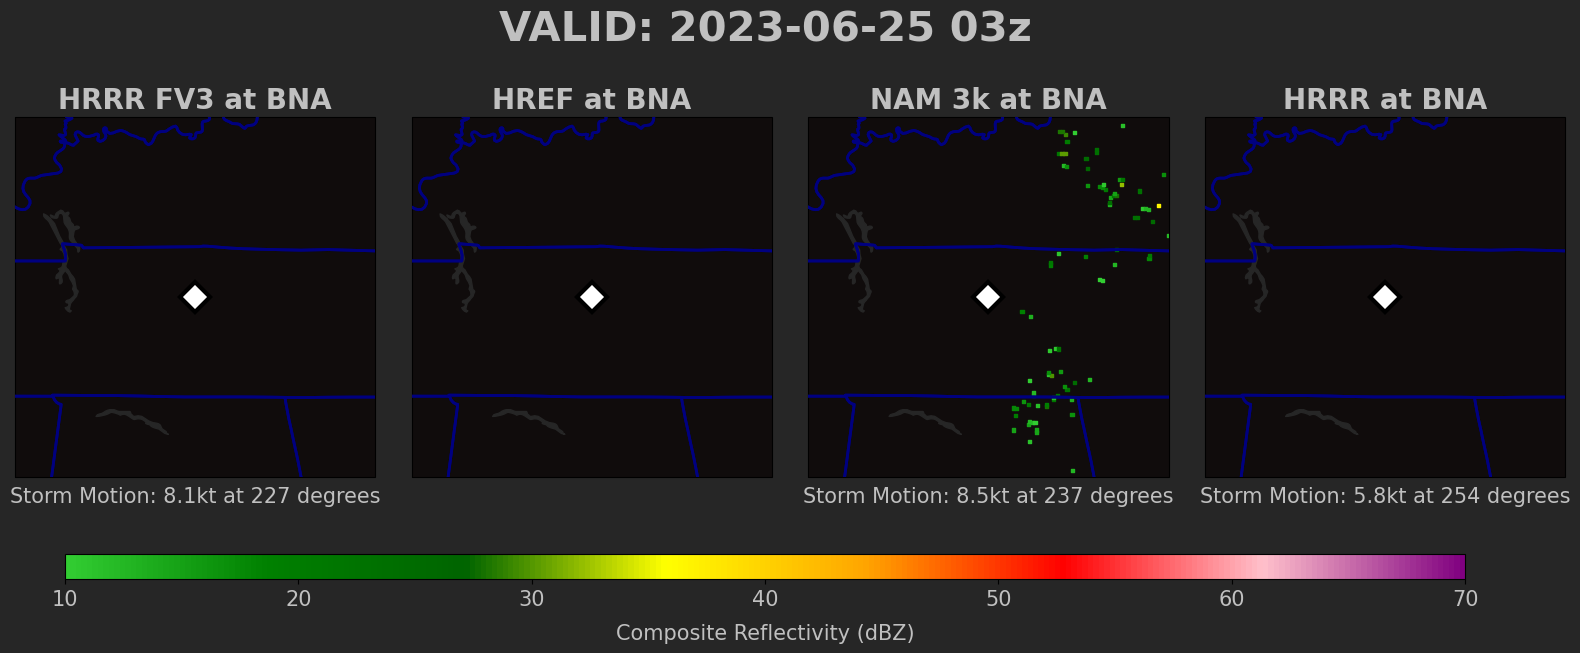 VALID: 2023-06-25 03z
HRRR FV3 at BNA
HREF at BNA
NAM 3k at BNA
HRRR at BNA
Storm Motion: 8.1kt at 227 degrees
Storm Motion: 8.5kt at 237 degrees
Storm Motion: 5.8kt at 254 degrees
10 20 30 40 50 60 70
Composite Reflectivity (dBZ)